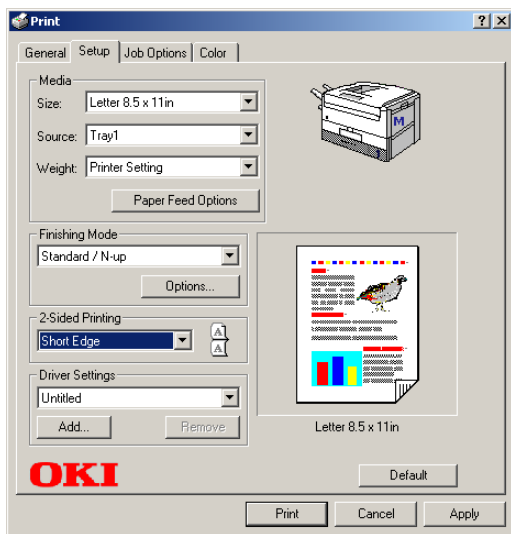 Print
General Setup Job Options Color
Media
Size: Letter 8.5 x 11in
Source: Tray1
Weight: Printer Setting
Paper Feed Options
M
Finishing Mode
Standard / N-up
Options...
2-Sided Printing
Short Edge
A
A
Driver Settings
Untitled
Add... Remove
Letter 8.5 x 11in
OKI
Default
Print Cancel Apply